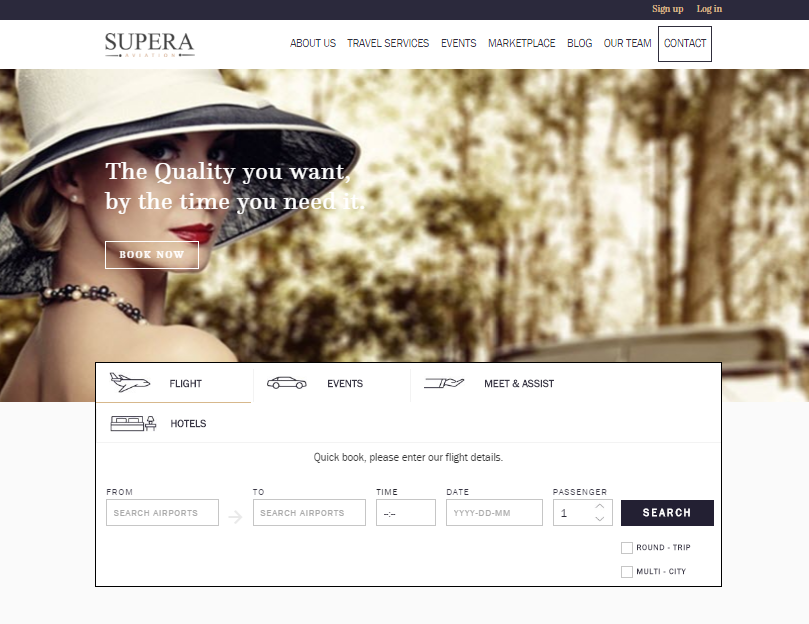 Sign up Log in
SUPERA
AVIATION
ABOUT US TRAVEL SERVICES EVENTS MARKETPLACE BLOG OUR TEAM CONTACT
The Quality you want,
by the time you need it.
BOOK NOW
FLIGHT EVENTS MEET & ASSIST
HOTELS
Quick book, please enter our flight details.
FROM TO TIME DATE PASSENGER
SEARCH AIRPORTS SEARCH AIRPORTS --:-- YYYY-DD-MM 1 SEARCH
ROUND - TRIP
MULTI - CITY